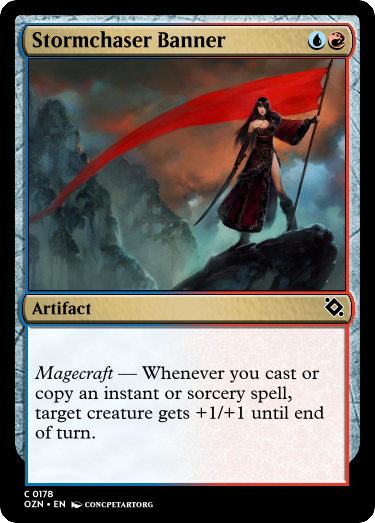 Stormchaser Banner
Artifact
Magecraft — Whenever you cast or
copy an instant or sorcery spell,
target creature gets +1/+1 until end
of turn.
C 0178
OZN • EN CONCPETARTORG